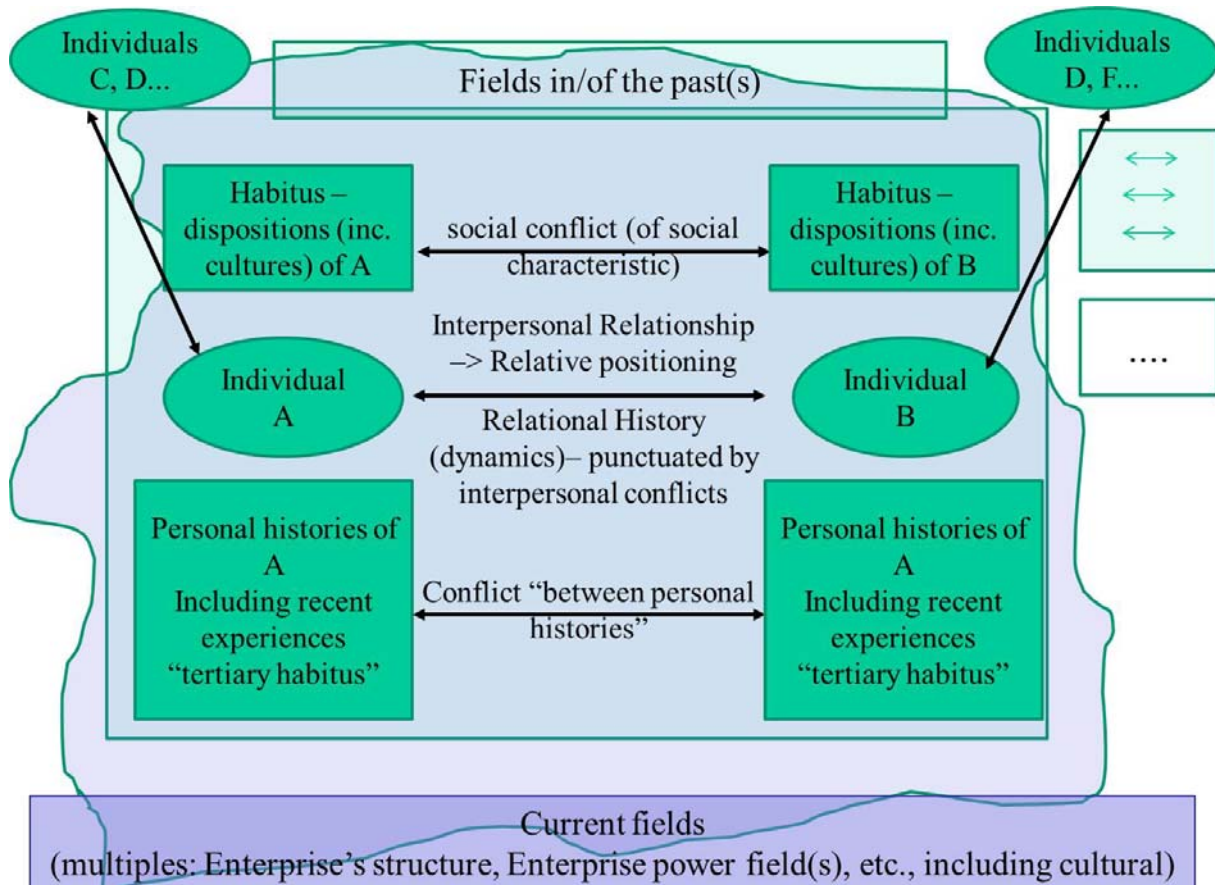 Individuals
C, D...
Individuals
D, F...
Fields in/of the past(s)
Habitus –
dispositions (inc.
cultures) of A
social conflict (of social
characteristic)
Habitus –
dispositions (inc.
cultures) of B
Interpersonal Relationship
–> Relative positioning
Individual
A
Individual
B
....
Relational History
(dynamics)– punctuated by
interpersonal conflicts
Personal histories of
A
Including recent
experiences
“tertiary habitus”
Conflict “between personal
histories”
Personal histories of
A
Including recent
experiences
“tertiary habitus”
Current fields
(multiples: Enterprise’s structure, Enterprise power field(s), etc., including cultural)